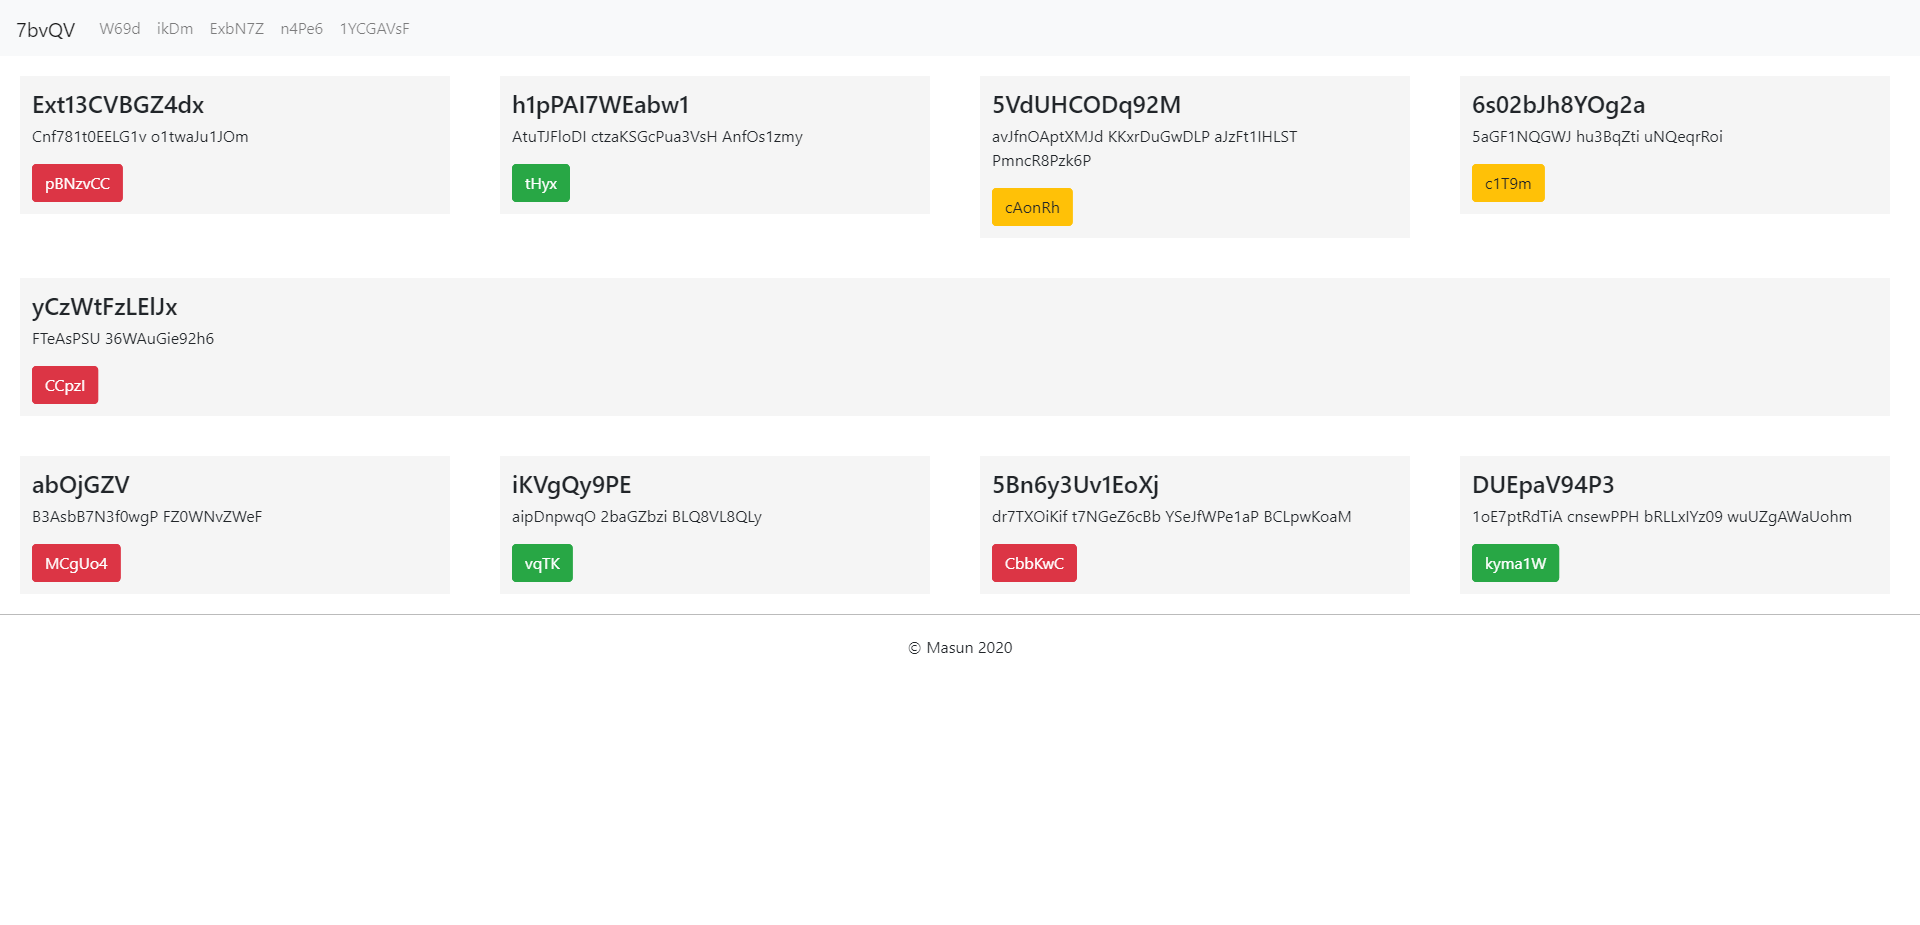 7bvQV W69d ikDm ExbN7Z n4Pe6 1YCGAVsF
Ext13CVBGZ4dx
Cnf781t0EELG1v o1twaJu1JOm
pBNzvCC
h1pPAI7WEabw1
AtuTJFloDI ctzaKSGcPua3VsH AnfOs1zmy
tHyx
5VdUHCODq92M
avJfnOAptXMJd KKxrDuGwDLP aJzFt1IHLST
PmncR8Pzk6P
cAonRh
6s02bJh8YOg2a
5aGF1NQGWJ hu3BqZti uNQeqrRoi
c1T9m
yCzWtFzLElJx
FTeAsPSU 36WAuGie92h6
CCpzI
abOjGZV
B3AsbB7N3f0wgP FZ0WNvZWeF
MCgUo4
iKVgQy9PE
aipDnpwqO 2baGZbzi BLQ8VL8QLy
vqTK
5Bn6y3Uv1EoXj
dr7TXOiKif t7NGeZ6cBb YSeJfWPe1aP BCLpwKoaM
CbbKwC
DUEpaV94P3
1oE7ptRdTiA cnsewPPH bRLLxIYz09 wuUZgAWaUohm
kyma1W
© Masun 2020